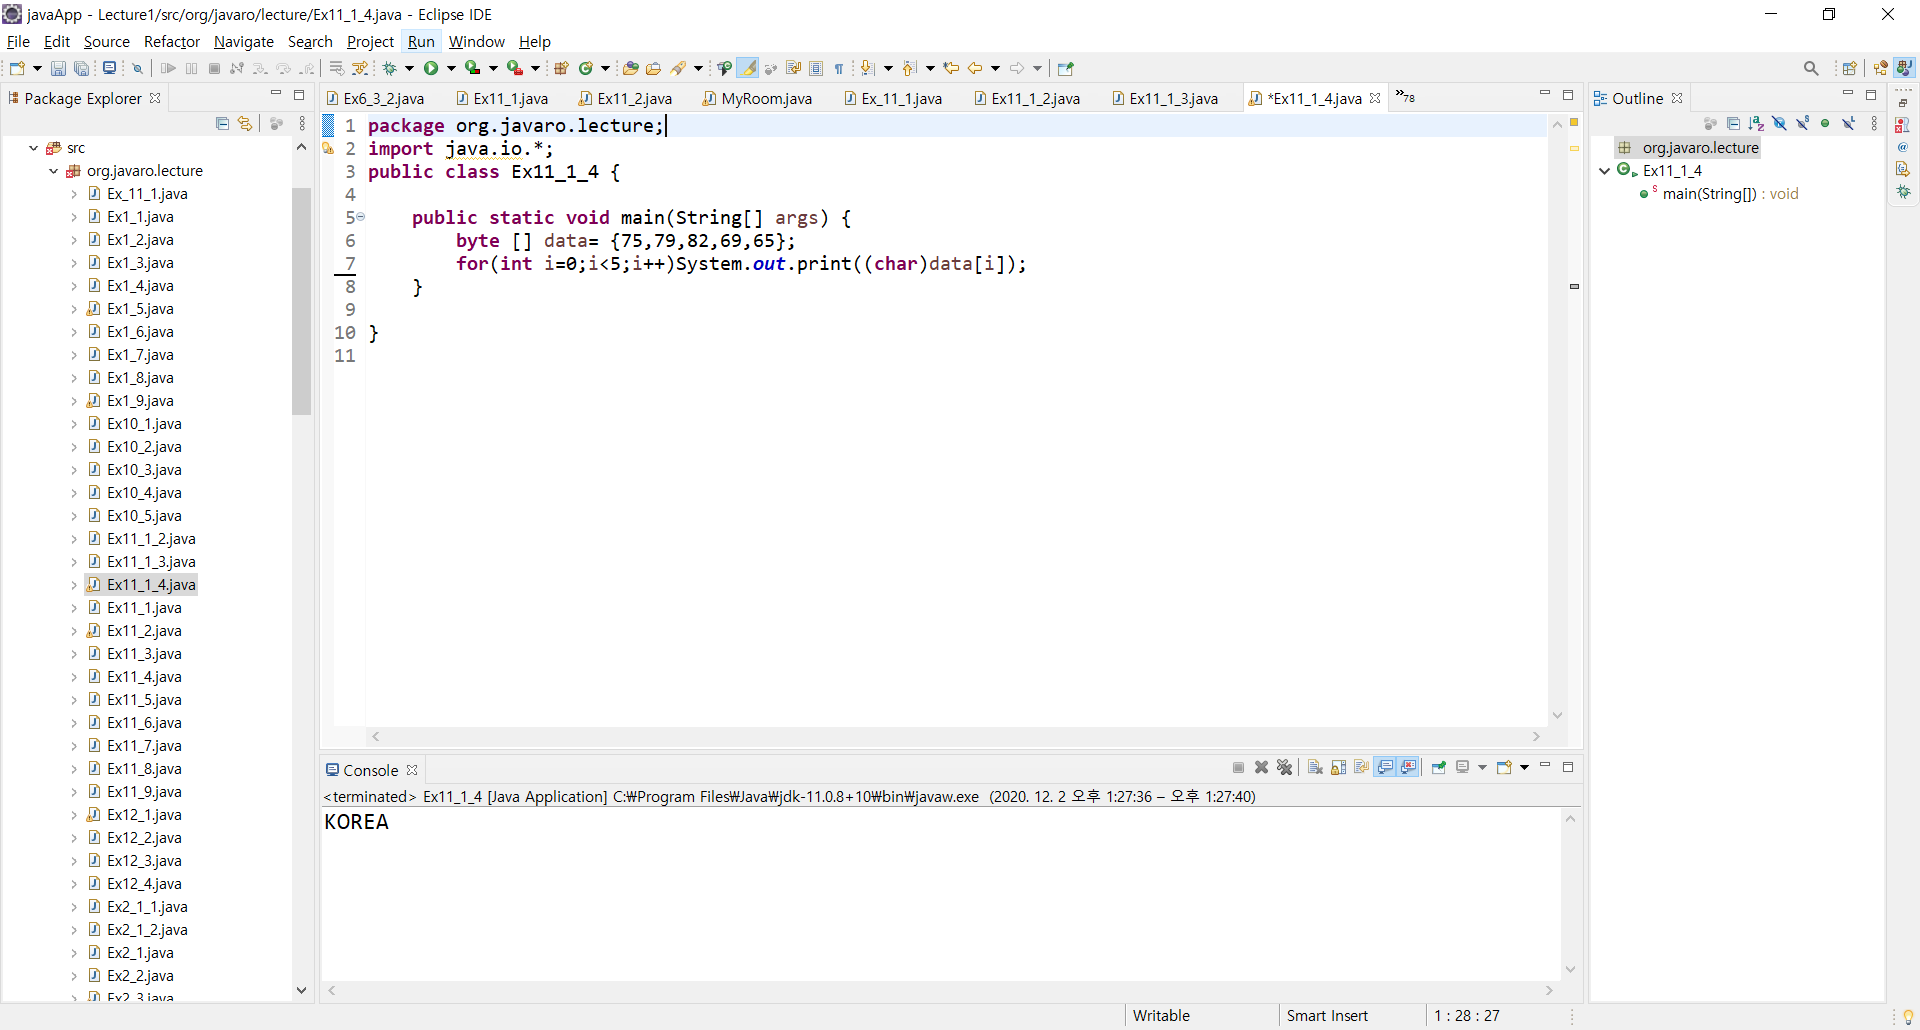 javaApp - Lecture1/src/org/javaro/lecture/Ex11_1_4.java - Eclipse IDE
File Edit Source Refactor Navigate Search Project Run Window Help
Package Explorer
src
org.javaro.lecture
Ex_11_1.java
Ex1_1.java
Ex1_2.java
Ex1_3.java
Ex1_4.java
Ex1_5.java
Ex1_6.java
Ex1_7.java
Ex1_8.java
Ex1_9.java
Ex10_1.java
Ex10_2.java
Ex10_3.java
Ex10_4.java
Ex10_5.java
Ex11_1_2.java
Ex11_1_3.java
Ex11_1_4.java
Ex11_1.java
Ex11_2.java
Ex11_3.java
Ex11_4.java
Ex11_5.java
Ex11_6.java
Ex11_7.java
Ex11_8.java
Ex11_9.java
Ex12_1.java
Ex12_2.java
Ex12_3.java
Ex12_4.java
Ex2_1_1.java
Ex2_1_2.java
Ex2_1.java
Ex2_2.java
Ex2_3.java
Ex6_3_2.java Ex11_1.java Ex11_2.java MyRoom.java Ex_11_1.java Ex11_1_2.java Ex11_1_3.java *Ex11_1_4.java »78
1 package org.javaro.lecture;
2 import java.io.*;
3 public class Ex11_1_4 {
4
5 public static void main(String[] args) {
6 byte [] data= {75,79,82,69,65};
7 for(int i=0;i<5;i++)System.out.print((char)data[i]);
8 }
9
10 }
11
Console
<terminated> Ex11_1_4 [Java Application] C:₩Program Files₩Java₩jdk-11.0.8+10₩bin₩javaw.exe (2020. 12. 2 오후 1:27:36 – 오후 1:27:40)
KOREA
Outline
org.javaro.lecture
Ex11_1_4
main(String[]) : void
Writable Smart Insert 1 : 28 : 27